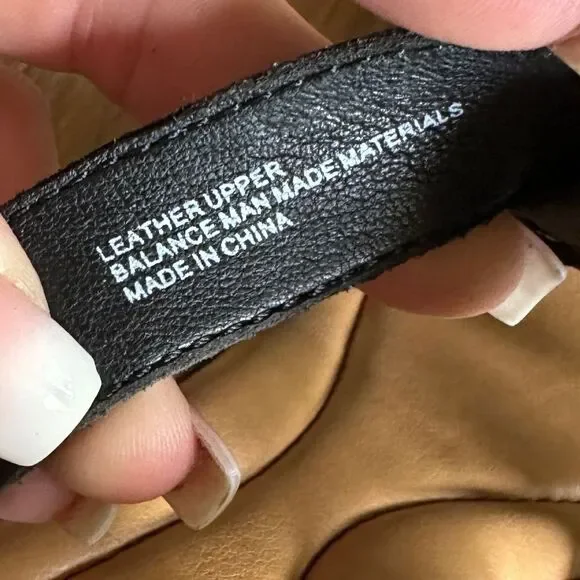 LEATHER UPPER
BALANCE MAN MADE MATERIALS
MADE IN CHINA